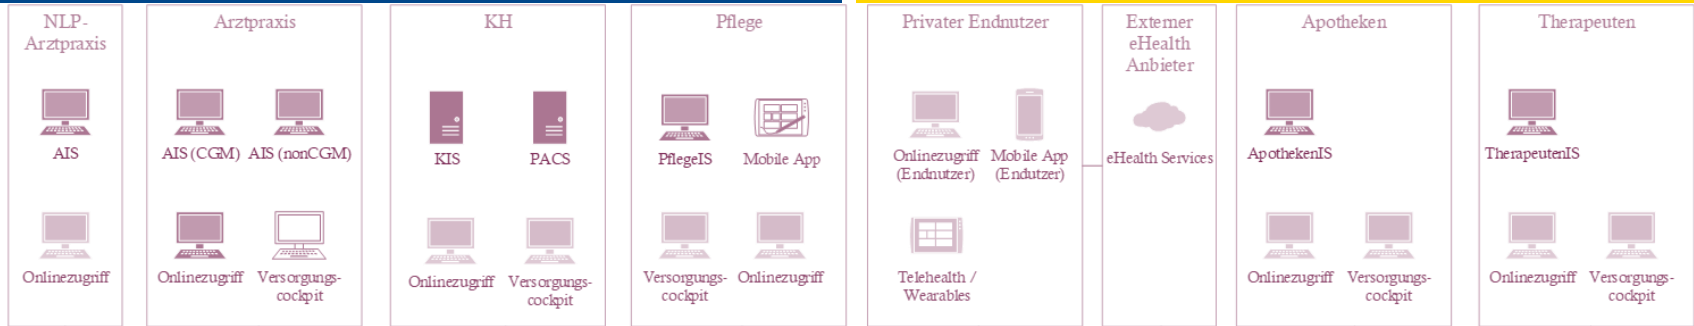 NLP-
Arztpraxis
AIS
Onlinezugriff
Arztpraxis
AIS (CGM)
AIS (nonCGM)
Onlinezugriff
Versorgungs-
cockpit
KH
KIS
PACS
Onlinezugriff
Versorgungs-
cockpit
Pflege
PflegeIS
Mobile App
Versorgungs-
cockpit
Onlinezugriff
Privater Endnutzer
Onlinezugriff
(Endnutzer)
Mobile App
(Endutzer)
Telehealth /
Wearables
Externer
eHealth
Anbieter
eHealth Services
Apotheken
ApothekenIS
Onlinezugriff
Versorgungs-
cockpit
Therapeuten
TherapeutenIS
Onlinezugriff
Versorgungs-
cockpit